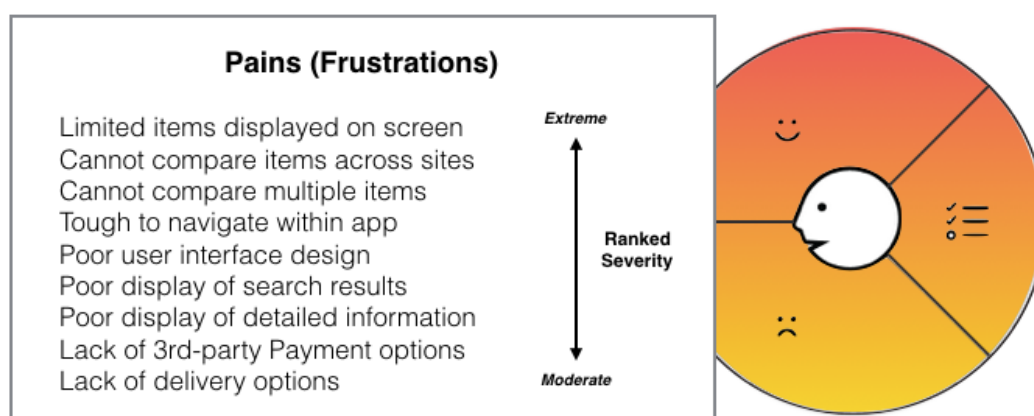 Pains (Frustrations)
Limited items displayed on screen
Cannot compare items across sites
Cannot compare multiple items
Tough to navigate within app
Poor user interface design
Poor display of search results
Poor display of detailed information
Lack of 3rd-party Payment options
Lack of delivery options
Extreme
Ranked
Severity
Moderate